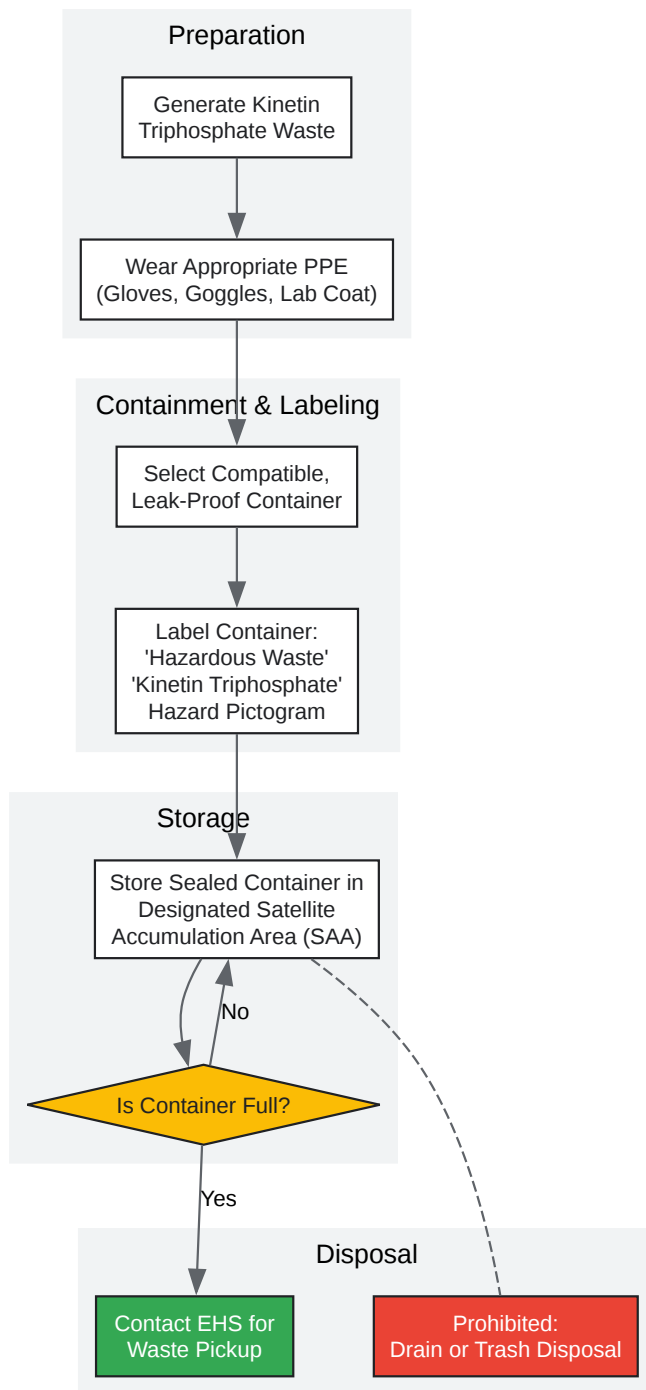 Preparation
Generate Kinetin
Triphosphate Waste
Wear Appropriate PPE
(Gloves, Goggles, Lab Coat)
Containment & Labeling
Select Compatible,
Leak-Proof Container
Label Container:
'Hazardous Waste'
'Kinetin Triphosphate'
Hazard Pictogram
Storage
Store Sealed Container in
Designated Satellite
Accumulation Area (SAA)
No
Is Container Full?
Yes
Disposal
Contact EHS for
Waste Pickup
Prohibited:
Drain or Trash Disposal